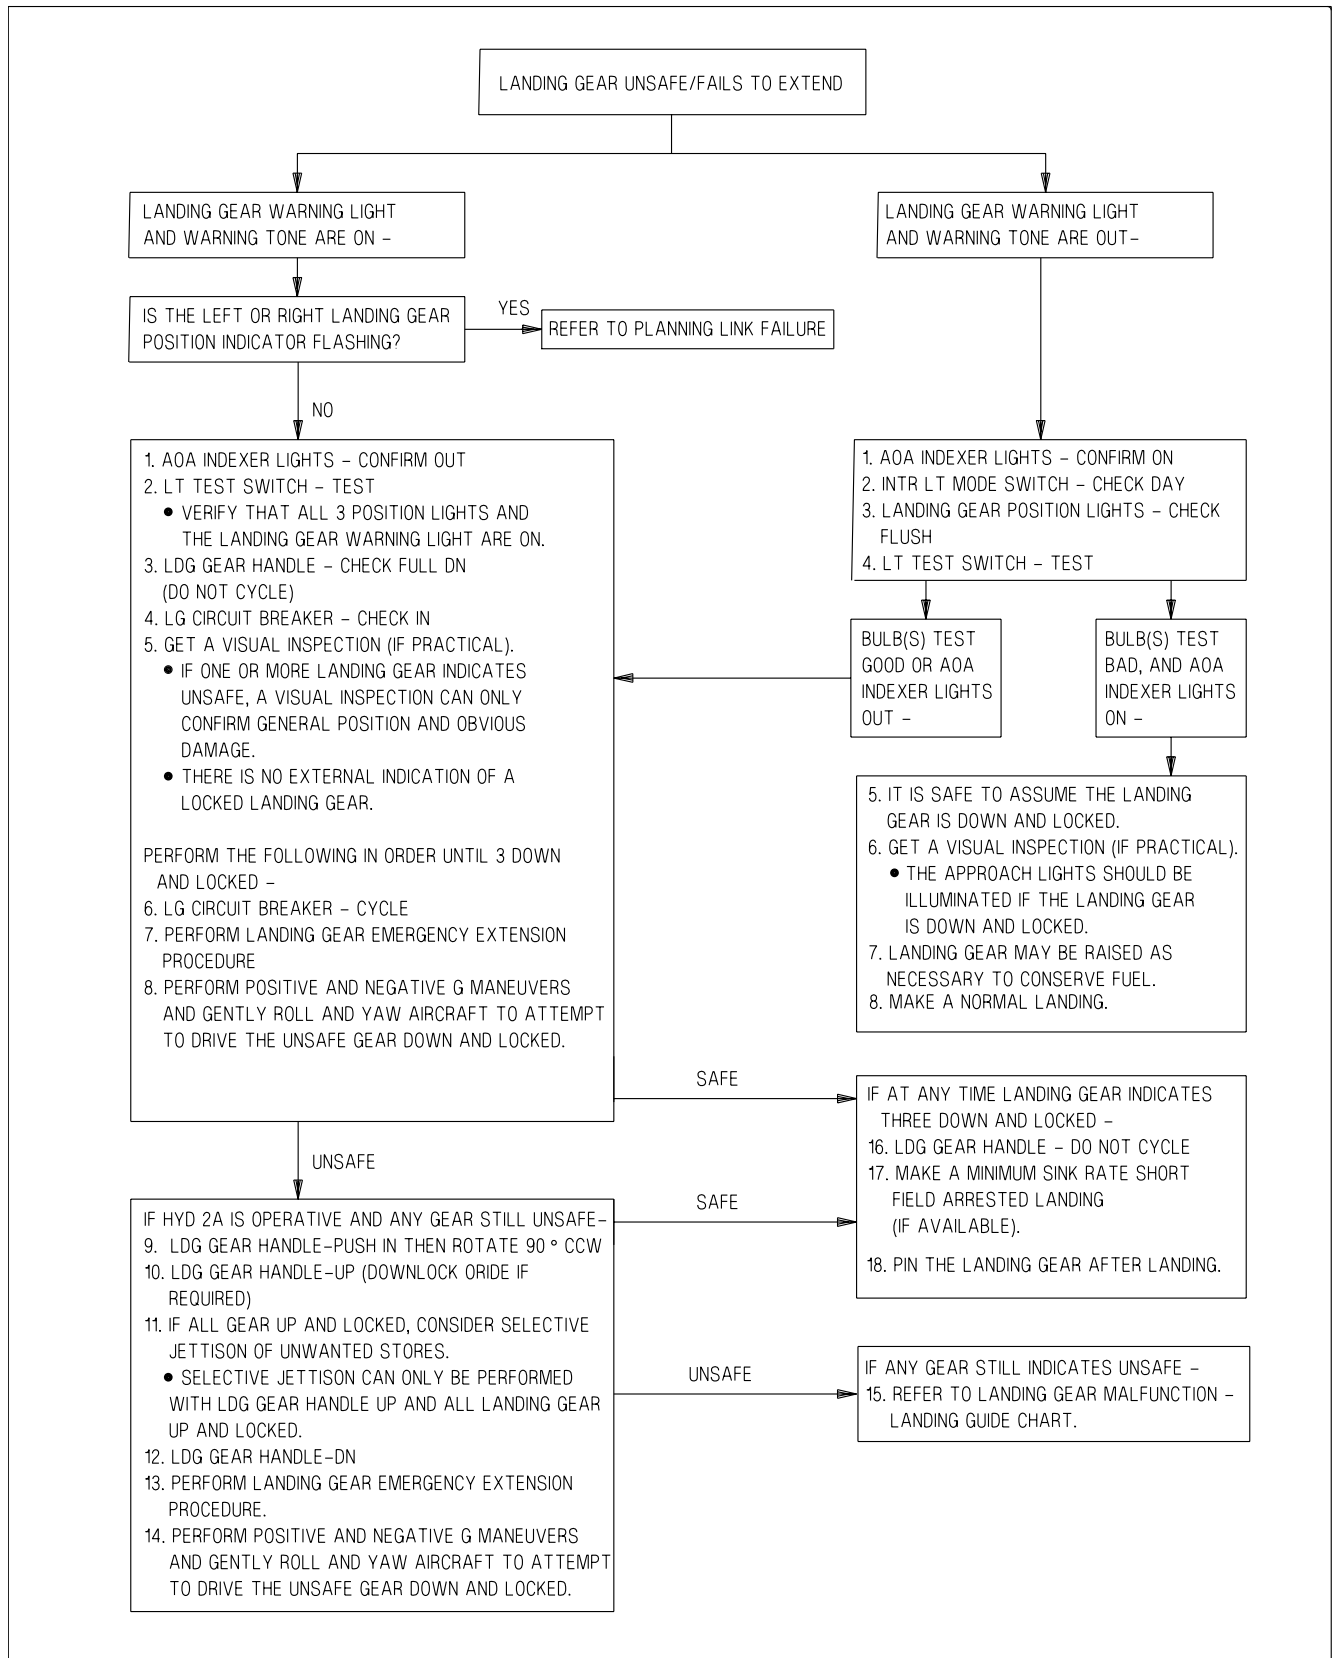 LANDING GEAR UNSAFE/FAILS TO EXTEND
LANDING GEAR WARNING LIGHT
AND WARNING TONE ARE ON –
IS THE LEFT OR RIGHT LANDING GEAR
POSITION INDICATOR FLASHING?
YES
REFER TO PLANNING LINK FAILURE
NO
1. AOA INDEXER LIGHTS – CONFIRM OUT
2. LT TEST SWITCH – TEST
● VERIFY THAT ALL 3 POSITION LIGHTS AND
THE LANDING GEAR WARNING LIGHT ARE ON.
3. LDG GEAR HANDLE – CHECK FULL DN
(DO NOT CYCLE)
4. LG CIRCUIT BREAKER – CHECK IN
5. GET A VISUAL INSPECTION (IF PRACTICAL).
● IF ONE OR MORE LANDING GEAR INDICATES
UNSAFE, A VISUAL INSPECTION CAN ONLY
CONFIRM GENERAL POSITION AND OBVIOUS
DAMAGE.
● THERE IS NO EXTERNAL INDICATION OF A
LOCKED LANDING GEAR.
PERFORM THE FOLLOWING IN ORDER UNTIL 3 DOWN
AND LOCKED –
6. LG CIRCUIT BREAKER – CYCLE
7. PERFORM LANDING GEAR EMERGENCY EXTENSION
PROCEDURE
8. PERFORM POSITIVE AND NEGATIVE G MANEUVERS
AND GENTLY ROLL AND YAW AIRCRAFT TO ATTEMPT
TO DRIVE THE UNSAFE GEAR DOWN AND LOCKED.
LANDING GEAR WARNING LIGHT
AND WARNING TONE ARE OUT–
1. AOA INDEXER LIGHTS – CONFIRM ON
2. INTR LT MODE SWITCH – CHECK DAY
3. LANDING GEAR POSITION LIGHTS – CHECK
FLUSH
4. LT TEST SWITCH – TEST
BULB(S) TEST
GOOD OR AOA
INDEXER LIGHTS
OUT –
BULB(S) TEST
BAD, AND AOA
INDEXER LIGHTS
ON –
5. IT IS SAFE TO ASSUME THE LANDING
GEAR IS DOWN AND LOCKED.
6. GET A VISUAL INSPECTION (IF PRACTICAL).
● THE APPROACH LIGHTS SHOULD BE
ILLUMINATED IF THE LANDING GEAR
IS DOWN AND LOCKED.
7. LANDING GEAR MAY BE RAISED AS
NECESSARY TO CONSERVE FUEL.
8. MAKE A NORMAL LANDING.
SAFE
UNSAFE
IF HYD 2A IS OPERATIVE AND ANY GEAR STILL UNSAFE–
9. LDG GEAR HANDLE–PUSH IN THEN ROTATE 90 ° CCW
10. LDG GEAR HANDLE–UP (DOWNLOCK ORIDE IF
REQUIRED)
11. IF ALL GEAR UP AND LOCKED, CONSIDER SELECTIVE
JETTISON OF UNWANTED STORES.
● SELECTIVE JETTISON CAN ONLY BE PERFORMED
WITH LDG GEAR HANDLE UP AND ALL LANDING GEAR
UP AND LOCKED.
12. LDG GEAR HANDLE–DN
13. PERFORM LANDING GEAR EMERGENCY EXTENSION
PROCEDURE.
14. PERFORM POSITIVE AND NEGATIVE G MANEUVERS
AND GENTLY ROLL AND YAW AIRCRAFT TO ATTEMPT
TO DRIVE THE UNSAFE GEAR DOWN AND LOCKED.
SAFE
IF AT ANY TIME LANDING GEAR INDICATES
THREE DOWN AND LOCKED –
16. LDG GEAR HANDLE – DO NOT CYCLE
17. MAKE A MINIMUM SINK RATE SHORT
FIELD ARRESTED LANDING
(IF AVAILABLE).
18. PIN THE LANDING GEAR AFTER LANDING.
UNSAFE
IF ANY GEAR STILL INDICATES UNSAFE –
15. REFER TO LANDING GEAR MALFUNCTION –
LANDING GUIDE CHART.